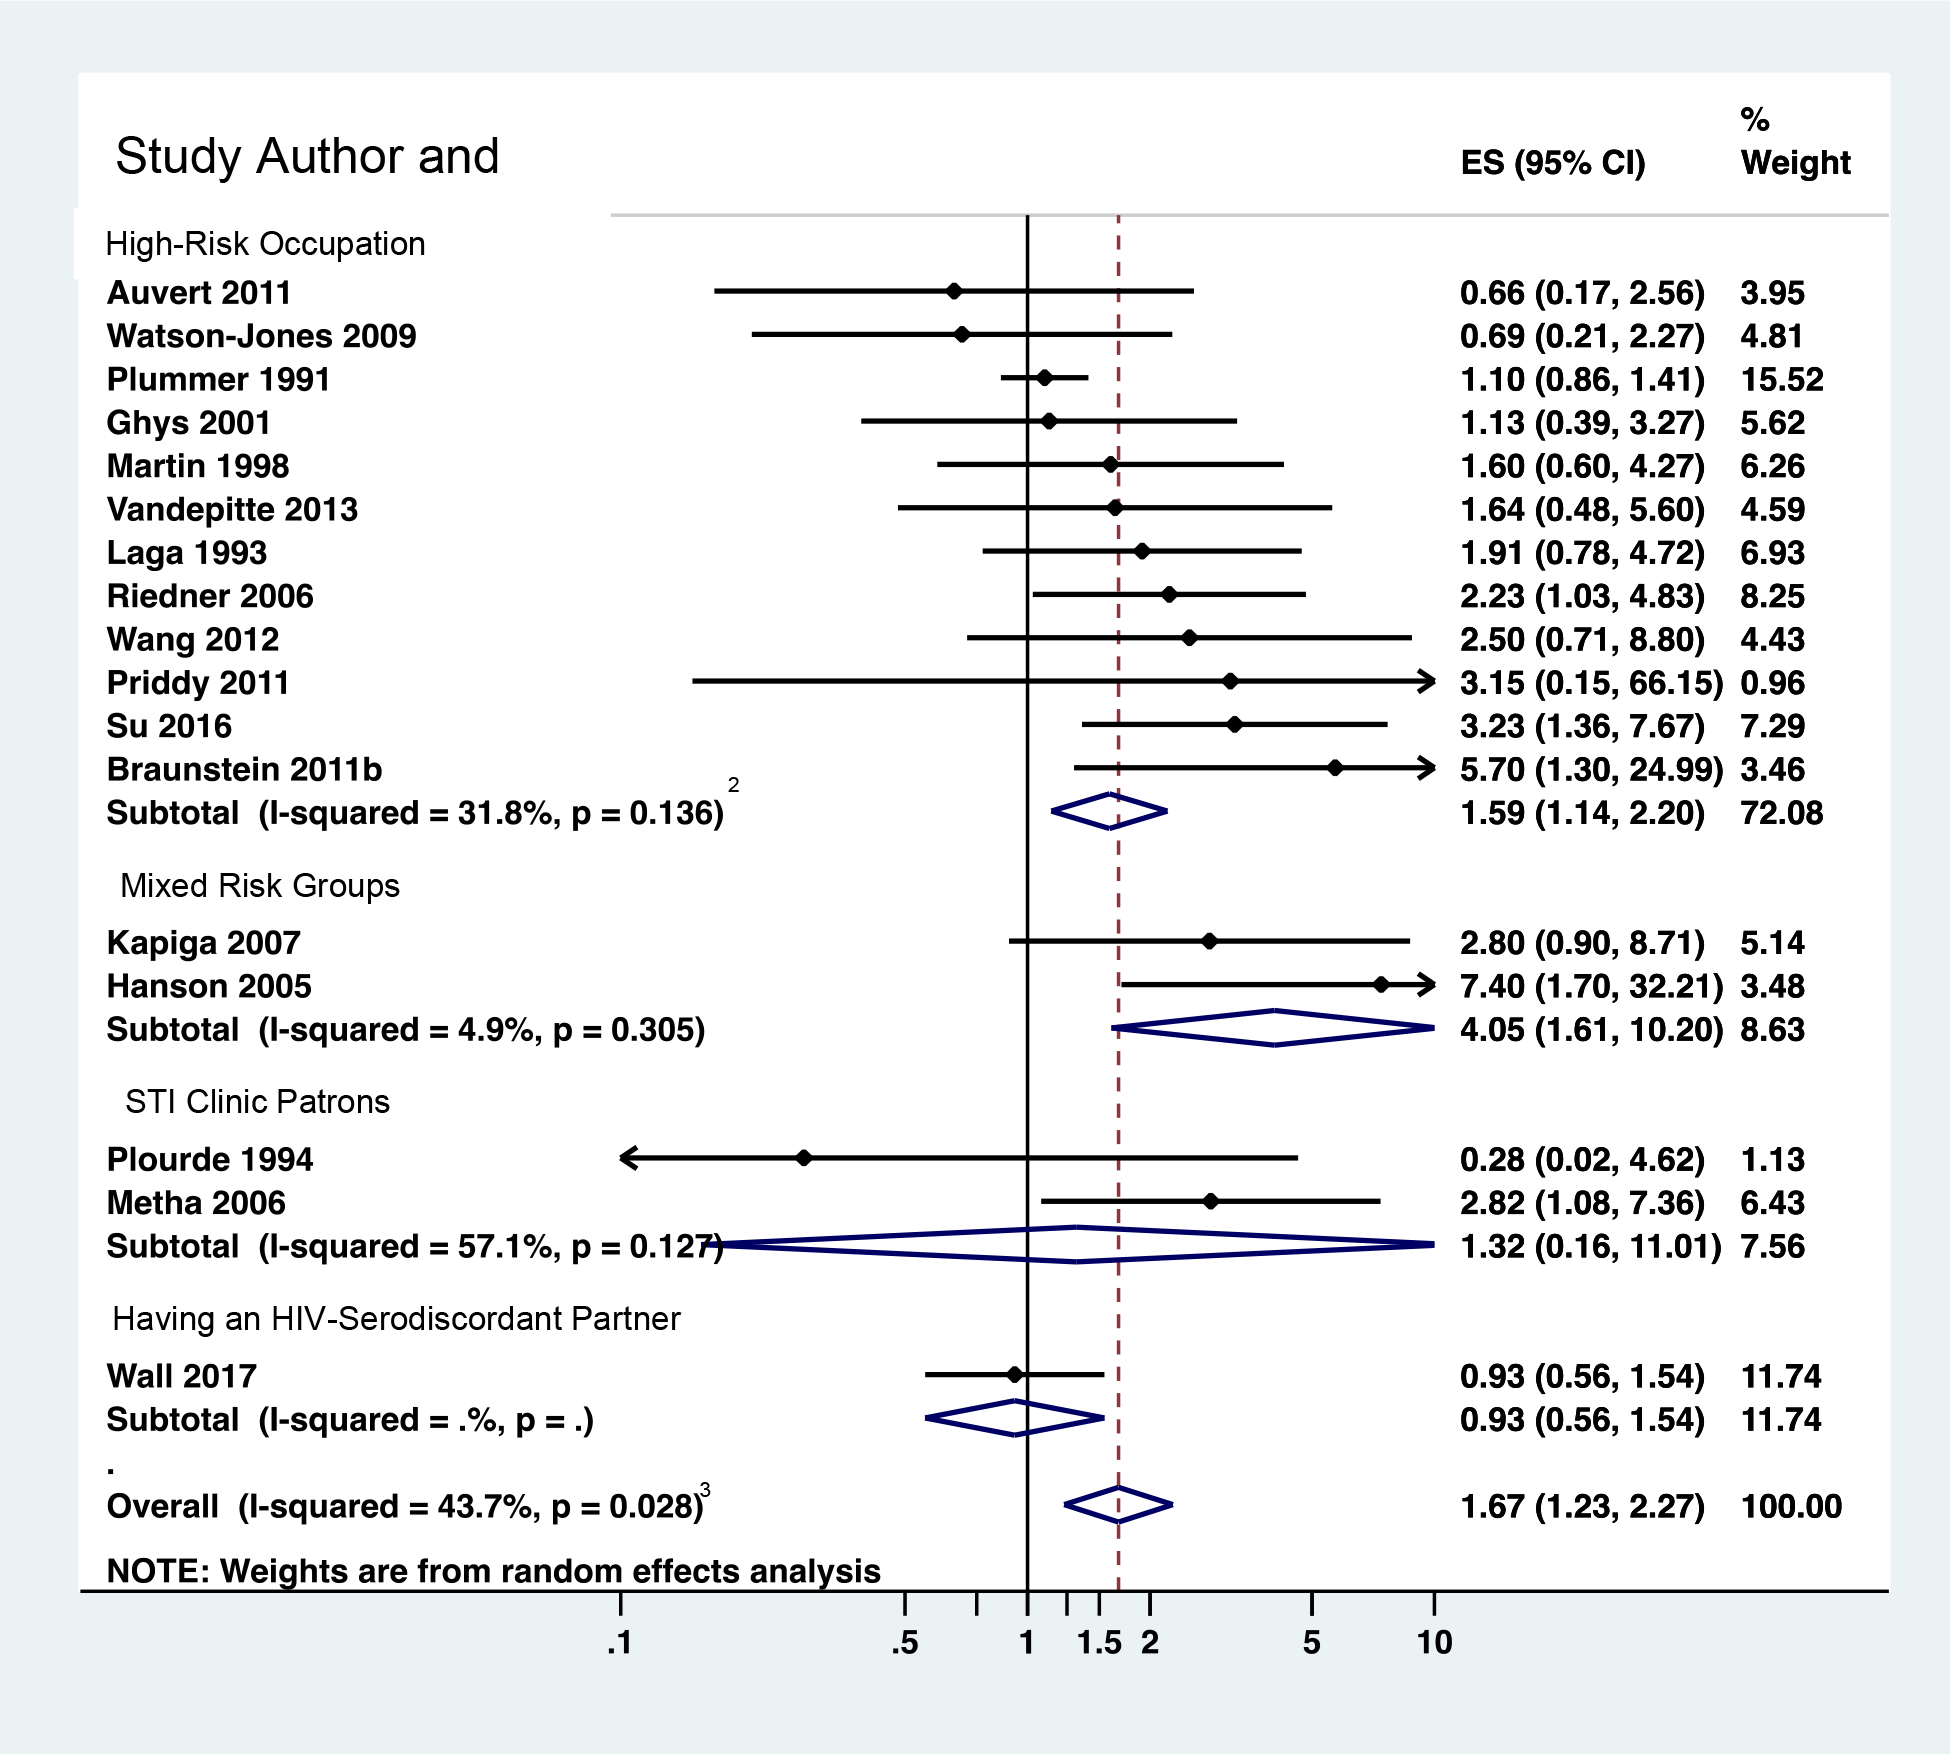 %
Study Author and ES (95% CI) Weight
High-Risk Occupation
Auvert 2011 0.66 (0.17, 2.56) 3.95
Watson-Jones 2009 0.69 (0.21, 2.27) 4.81
Plummer 1991 1.10 (0.86, 1.41) 15.52
Ghys 2001 1.13 (0.39, 3.27) 5.62
Martin 1998 1.60 (0.60, 4.27) 6.26
Vandepitte 2013 1.64 (0.48, 5.60) 4.59
Laga 1993 1.91 (0.78, 4.72) 6.93
Riedner 2006 2.23 (1.03, 4.83) 8.25
Wang 2012 2.50 (0.71, 8.80) 4.43
Priddy 2011 3.15 (0.15, 66.15) 0.96
Su 2016 3.23 (1.36, 7.67) 7.29
Braunstein 2011b 5.70 (1.30, 24.99) 3.46
Subtotal (I-squared = 31.8%, p = 0.136) 2 1.59 (1.14, 2.20) 72.08
Mixed Risk Groups
Kapiga 2007 2.80 (0.90, 8.71) 5.14
Hanson 2005 7.40 (1.70, 32.21) 3.48
Subtotal (I-squared = 4.9%, p = 0.305) 4.05 (1.61, 10.20) 8.63
STI Clinic Patrons
Plourde 1994 0.28 (0.02, 4.62) 1.13
Metha 2006 2.82 (1.08, 7.36) 6.43
Subtotal (I-squared = 57.1%, p = 0.127) 1.32 (0.16, 11.01) 7.56
Having an HIV-Serodiscordant Partner
Wall 2017 0.93 (0.56, 1.54) 11.74
Subtotal (I-squared = .%, p = .) 0.93 (0.56, 1.54) 11.74
.
Overall (I-squared = 43.7%, p = 0.028) 3 1.67 (1.23, 2.27) 100.00
NOTE: Weights are from random effects analysis
.1 .5 1 1.5 2 5 10